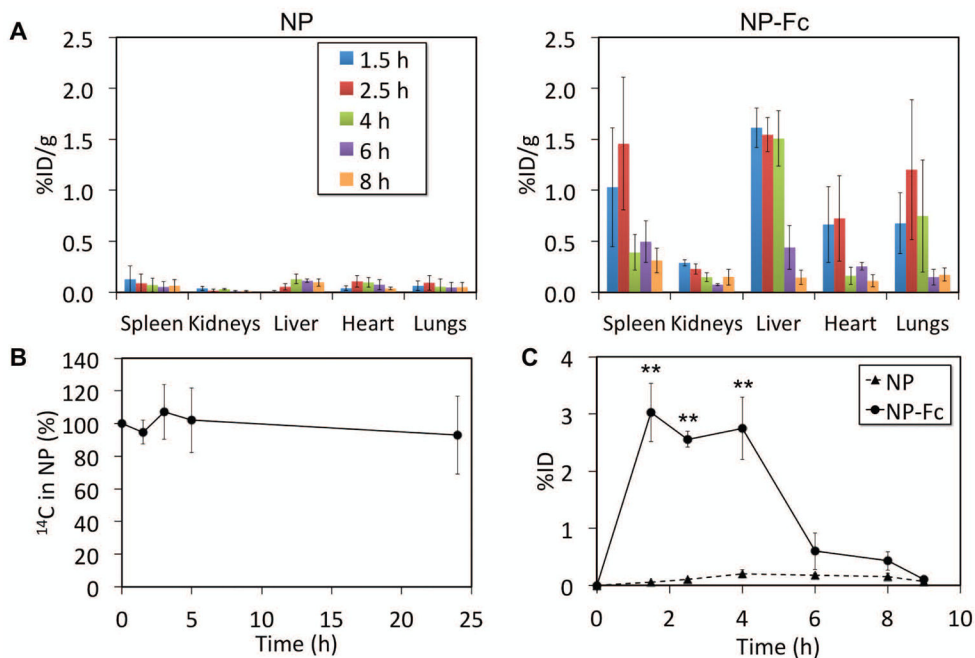 A
NP
NP-Fc
2.5
2.0
1.5
1.0
0.5
0.0
%ID/g
1.5 h
2.5 h
4 h
6 h
8 h
Spleen Kidneys Liver Heart Lungs
2.5
2.0
1.5
1.0
0.5
0.0
%ID/g
Spleen Kidneys Liver Heart Lungs
B
140
120
100
80
60
40
20
0
¹⁴C in NP (%)
0 5 10 15 20 25
Time (h)
C
4
3
2
1
0
%ID
** ** **
NP
NP-Fc
0 2 4 6 8 10
Time (h)